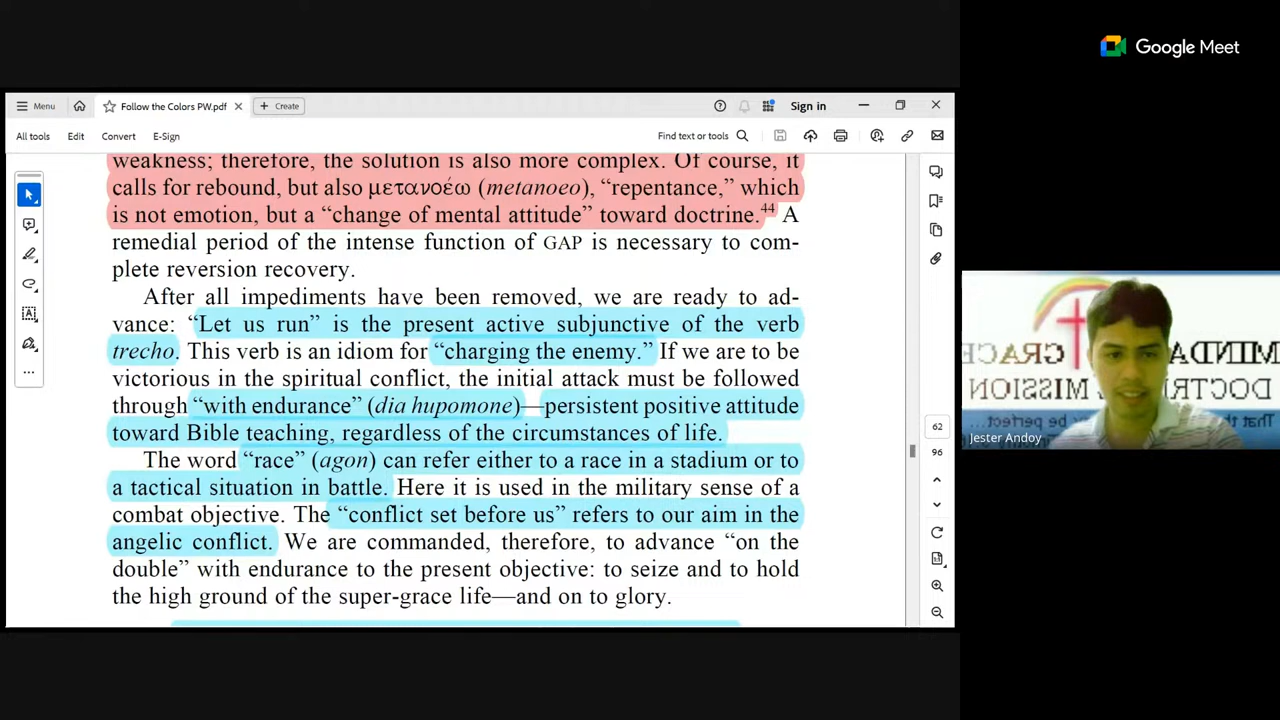 Google Meet
Menu
Follow the Colors PW.pdf
Create
Sign in
All tools
Edit
Convert
E-Sign
Find text or tools
weakness; therefore, the solution is also more complex. Of course, it
calls for rebound, but also μετανοέω (metanoeo), “repentance,” which
is not emotion, but a “change of mental attitude” toward doctrine.44 A
remedial period of the intense function of GAP is necessary to com-
plete reversion recovery.
After all impediments have been removed, we are ready to ad-
vance: “Let us run” is the present active subjunctive of the verb
trecho. This verb is an idiom for “charging the enemy.” If we are to be
victorious in the spiritual conflict, the initial attack must be followed
through “with endurance” (dia hupomone)—persistent positive attitude
toward Bible teaching, regardless of the circumstances of life.
The word “race” (agon) can refer either to a race in a stadium or to
a tactical situation in battle. Here it is used in the military sense of a
combat objective. The “conflict set before us” refers to our aim in the
angelic conflict. We are commanded, therefore, to advance “on the
double” with endurance to the present objective: to seize and to hold
the high ground of the super-grace life—and on to glory.
62
96
MINDA
GRACE
DOCTR
MISSION
That th
be perfec
Jester Andoy